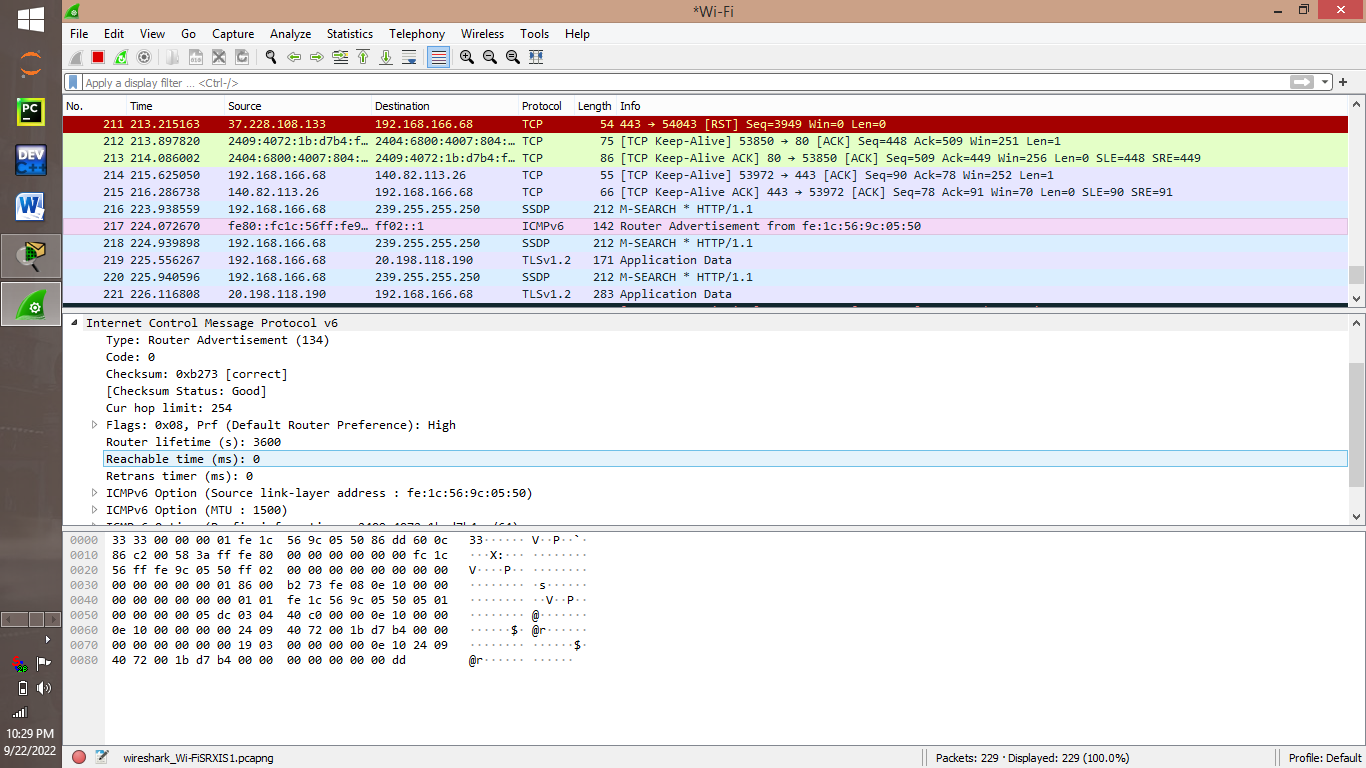 *Wi-Fi
File Edit View Go Capture Analyze Statistics Telephony Wireless Tools Help
Apply a display filter ... <Ctrl-/>
No. Time Source Destination Protocol Length Info
211 213.215163 37.228.108.133 192.168.166.68 TCP 54 443 → 54043 [RST] Seq=3949 Win=0 Len=0
212 213.897820 2409:4072:1b:d7b4:f… 2404:6800:4007:804:… TCP 75 [TCP Keep-Alive] 53850 → 80 [ACK] Seq=448 Ack=509 Win=251 Len=1
213 214.086002 2404:6800:4007:804:… 2409:4072:1b:d7b4:f… TCP 86 [TCP Keep-Alive ACK] 80 → 53850 [ACK] Seq=509 Ack=449 Win=256 Len=0 SLE=448 SRE=449
214 215.625050 192.168.166.68 140.82.113.26 TCP 55 [TCP Keep-Alive] 53972 → 443 [ACK] Seq=90 Ack=78 Win=252 Len=1
215 216.286738 140.82.113.26 192.168.166.68 TCP 66 [TCP Keep-Alive ACK] 443 → 53972 [ACK] Seq=78 Ack=91 Win=70 Len=0 SLE=90 SRE=91
216 223.938559 192.168.166.68 239.255.255.250 SSDP 212 M-SEARCH * HTTP/1.1
217 224.072670 fe80::fc1c:56ff:fe9… ff02::1 ICMPv6 142 Router Advertisement from fe:1c:56:9c:05:50
218 224.939898 192.168.166.68 239.255.255.250 SSDP 212 M-SEARCH * HTTP/1.1
219 225.556267 192.168.166.68 20.198.118.190 TLSv1.2 171 Application Data
220 225.940596 192.168.166.68 239.255.255.250 SSDP 212 M-SEARCH * HTTP/1.1
221 226.116808 20.198.118.190 192.168.166.68 TLSv1.2 283 Application Data
Internet Control Message Protocol v6
Type: Router Advertisement (134)
Code: 0
Checksum: 0xb273 [correct]
[Checksum Status: Good]
Cur hop limit: 254
Flags: 0x08, Prf (Default Router Preference): High
Router lifetime (s): 3600
Reachable time (ms): 0
Retrans timer (ms): 0
ICMPv6 Option (Source link-layer address : fe:1c:56:9c:05:50)
ICMPv6 Option (MTU : 1500)
0000 33 33 00 00 00 01 fe 1c 56 9c 05 50 86 dd 60 0c 33······ V··P··`·
0010 86 c2 00 58 3a ff fe 80 00 00 00 00 00 00 fc 1c ···X:··· ········
0020 56 ff fe 9c 05 50 ff 02 00 00 00 00 00 00 00 00 V····P·· ········
0030 00 00 00 00 00 01 86 00 b2 73 fe 08 0e 10 00 00 ········ ·s······
0040 00 00 00 00 00 00 01 01 fe 1c 56 9c 05 50 05 01 ········ ··V··P··
0050 00 00 00 00 05 dc 03 04 40 c0 00 00 0e 10 00 00 ········ @·······
0060 0e 10 00 00 00 00 24 09 40 72 00 1b d7 b4 00 00 ······$· @r······
0070 00 00 00 00 00 00 19 03 00 00 00 00 0e 10 24 09 ········ ······$·
0080 40 72 00 1b d7 b4 00 00 00 00 00 00 00 dd @r······ ······
PC
DEV C++
W
10:29 PM
9/22/2022
wireshark_Wi-FiSRXIS1.pcapng
Packets: 229 · Displayed: 229 (100.0%)
Profile: Default